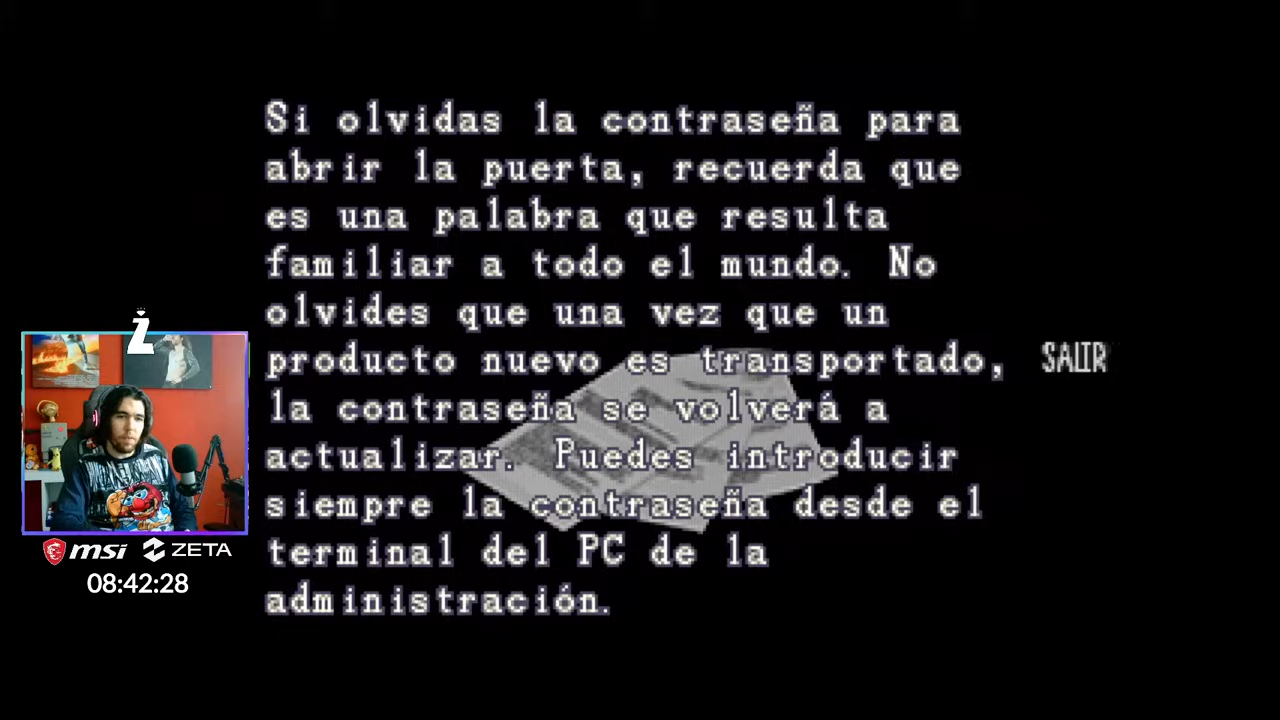 Si olvidas la contraseña para
abrir la puerta, recuerda que
es una palabra que resulta
familiar a todo el mundo. No
olvides que una vez que un
producto nuevo es transportado,
SALIR
la contraseña se volverá a
actualizar. Puedes introducir
siempre la contraseña desde el
terminal del PC de la
administración.
msi ZETA
08:42:28